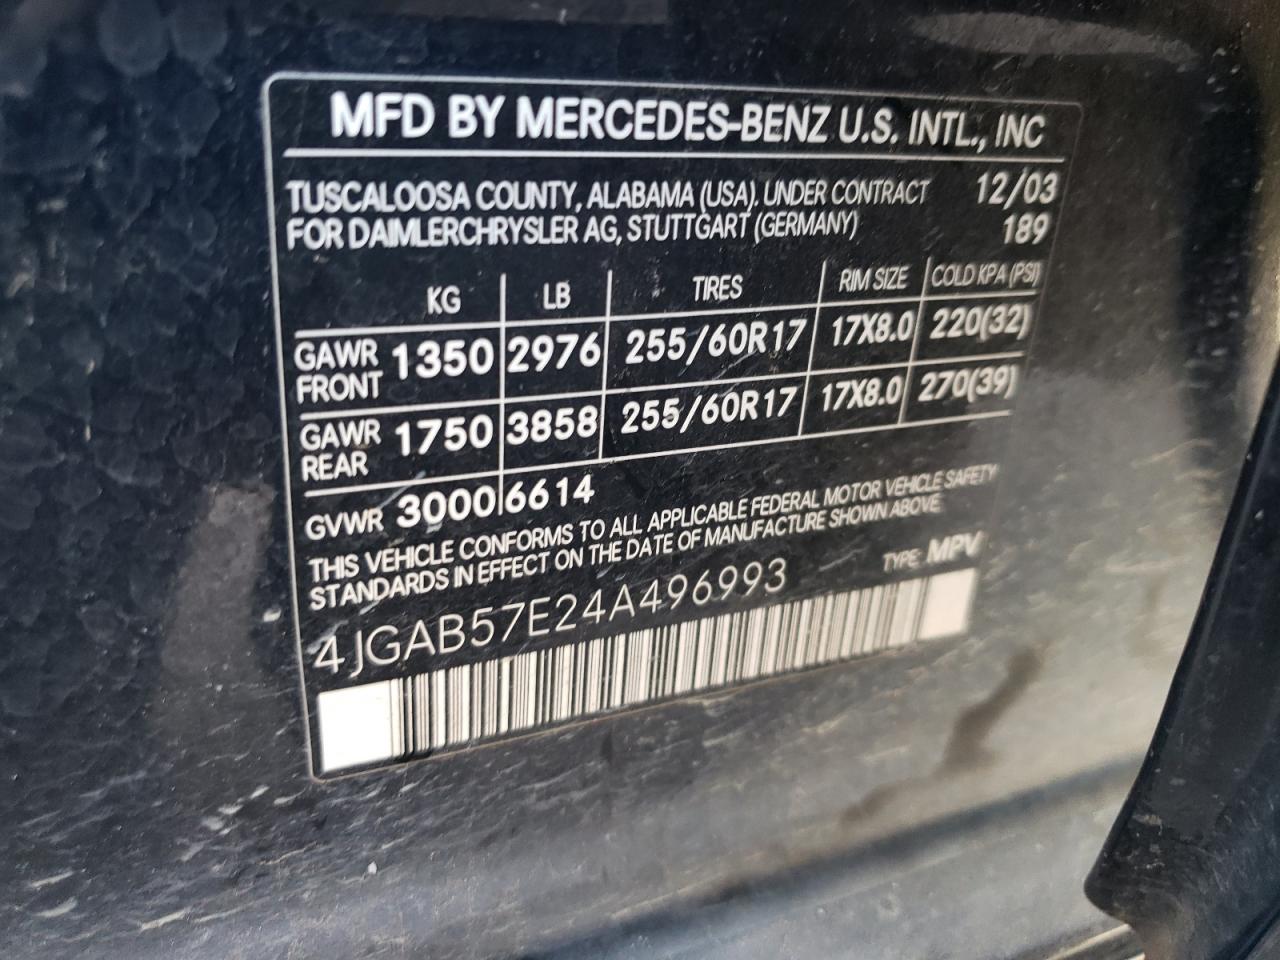 MFD BY MERCEDES-BENZ U.S. INTL., INC
TUSCALOOSA COUNTY, ALABAMA (USA). UNDER CONTRACT 12/03
FOR DAIMLERCHRYSLER AG, STUTTGART (GERMANY) 189
KG LB TIRES RIM SIZE COLD KPA (PSI)
GAWR FRONT 1350 2976 255/60R17 17X8.0 220(32)
GAWR REAR 1750 3858 255/60R17 17X8.0 270(39)
GVWR 3000 6614
THIS VEHICLE CONFORMS TO ALL APPLICABLE FEDERAL MOTOR VEHICLE SAFETY
STANDARDS IN EFFECT ON THE DATE OF MANUFACTURE SHOWN ABOVE
4JGAB57E24A496993 TYPE: MPV